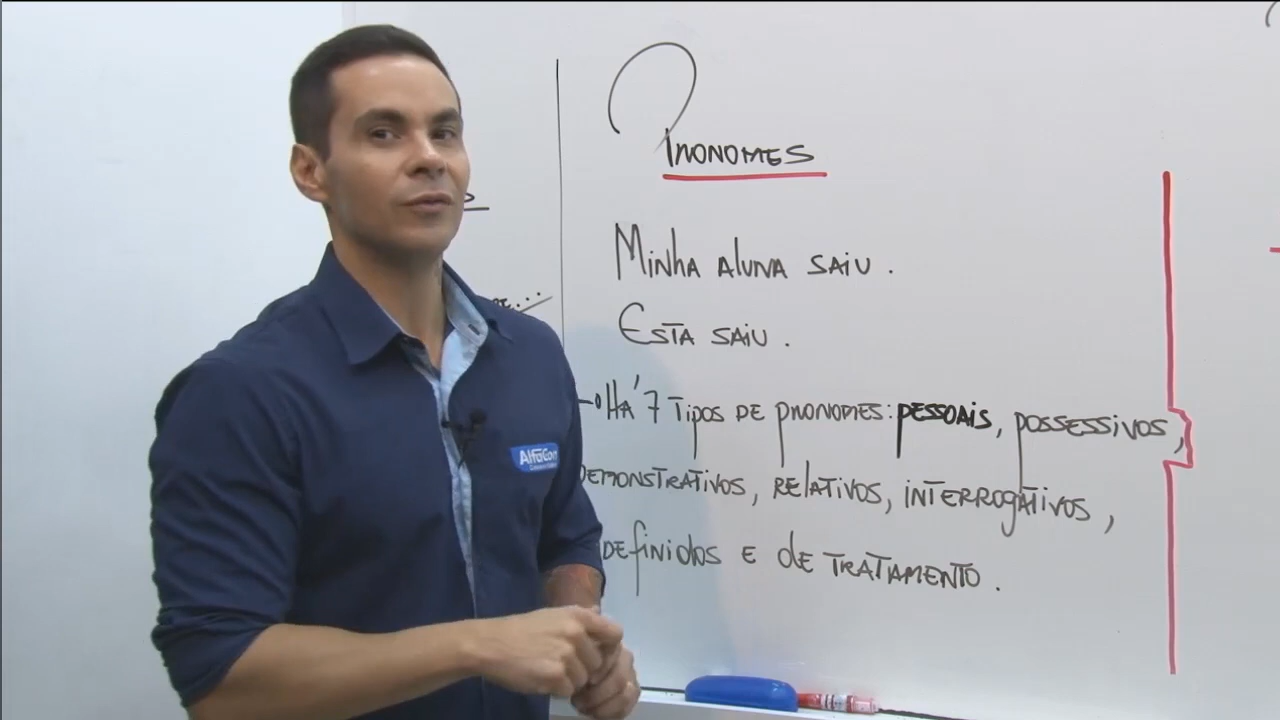 Pronomes
Minha aluna saiu.
Esta saiu.
Há 7 tipos de pronomes: pessoais, possessivos,
demonstrativos, relativos, interrogativos,
definidos e de tratamento.
AlfaCon